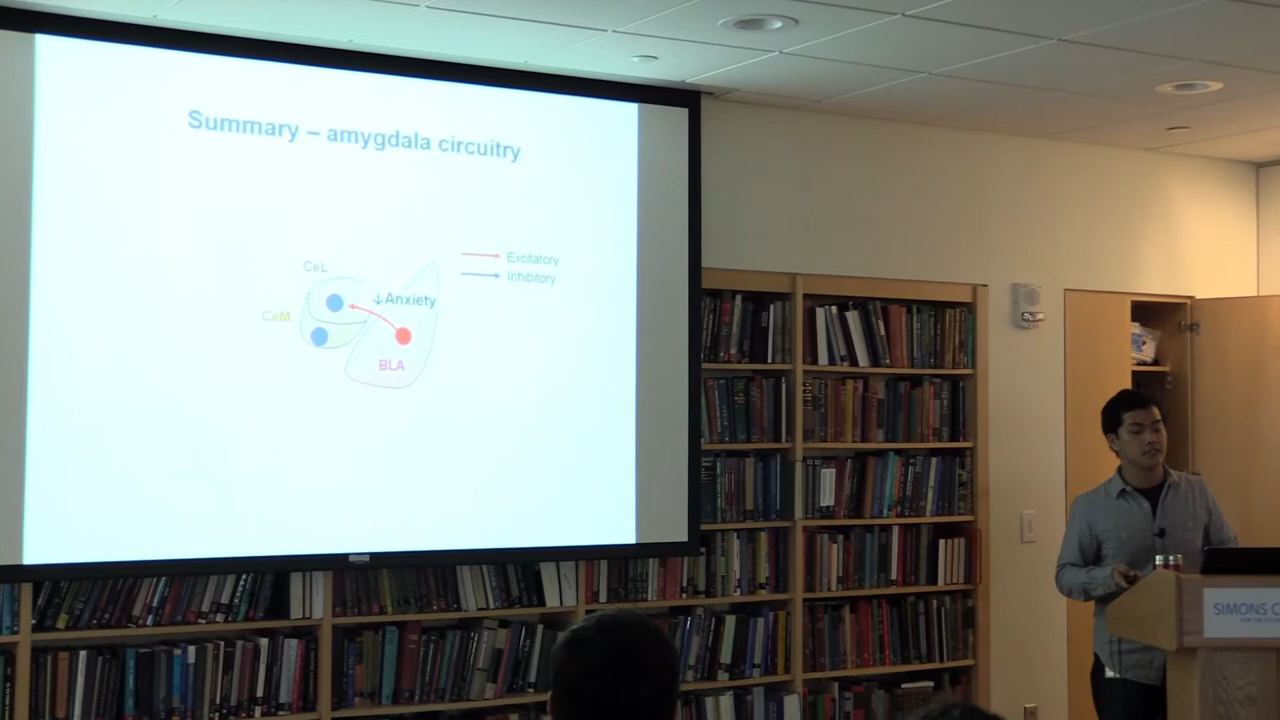 Summary – amygdala circuitry
Excitatory
Inhibitory
CeL
↓Anxiety
CeM
BLA
SIMONS